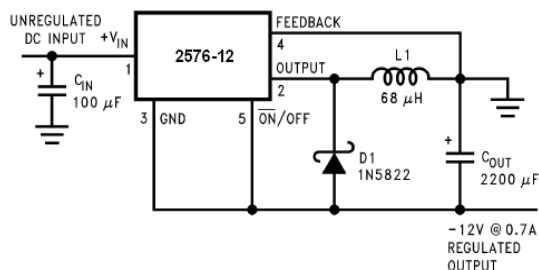 UNREGULATED
DC INPUT
+VIN
1
CIN
100 μF
+
2576-12
FEEDBACK
4
OUTPUT
2
L1
68 μH
3 GND
5 ON/OFF
D1
1N5822
+
COUT
2200 μF
-12V @ 0.7A
REGULATED
OUTPUT